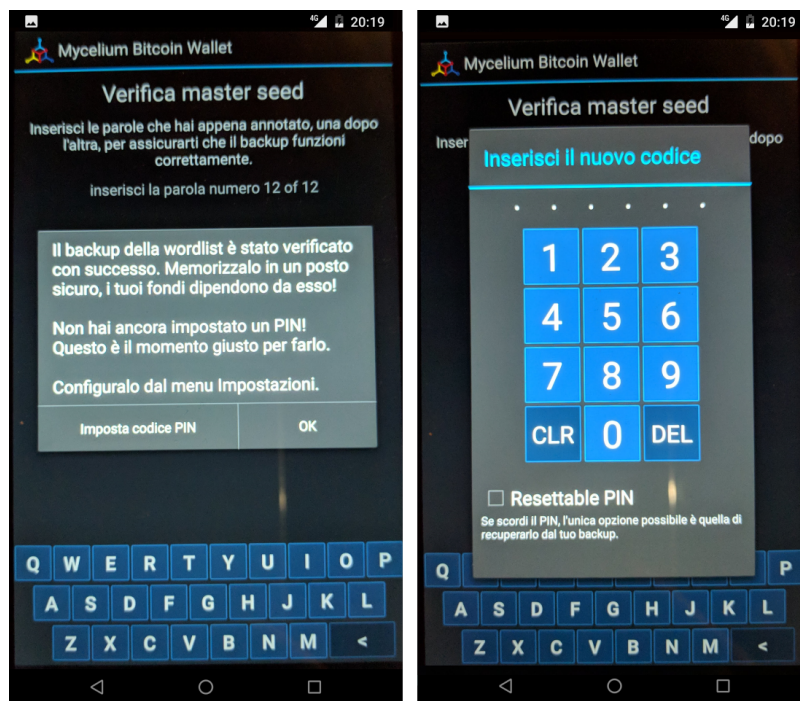 4G 20:19
Mycelium Bitcoin Wallet
Verifica master seed
Inserisci le parole che hai appena annotato, una dopo
l'altra, per assicurarti che il backup funzioni
correttamente.
inserisci la parola numero 12 of 12
Il backup della wordlist è stato verificato
con successo. Memorizzalo in un posto
sicuro, i tuoi fondi dipendono da esso!
Non hai ancora impostato un PIN!
Questo è il momento giusto per farlo.
Configuralo dal menu Impostazioni.
Imposta codice PIN OK
Q W E R T Y U I O P
A S D F G H J K L
Z X C V B N M <
4G 20:19
Mycelium Bitcoin Wallet
Verifica master seed
Inser dopo
Inserisci il nuovo codice
1 2 3
4 5 6
7 8 9
CLR 0 DEL
Resettable PIN
Se scordi il PIN, l'unica opzione possibile è quella di
recuperarlo dal tuo backup.
Q P
A S D F G H J K L
Z X C V B N M <